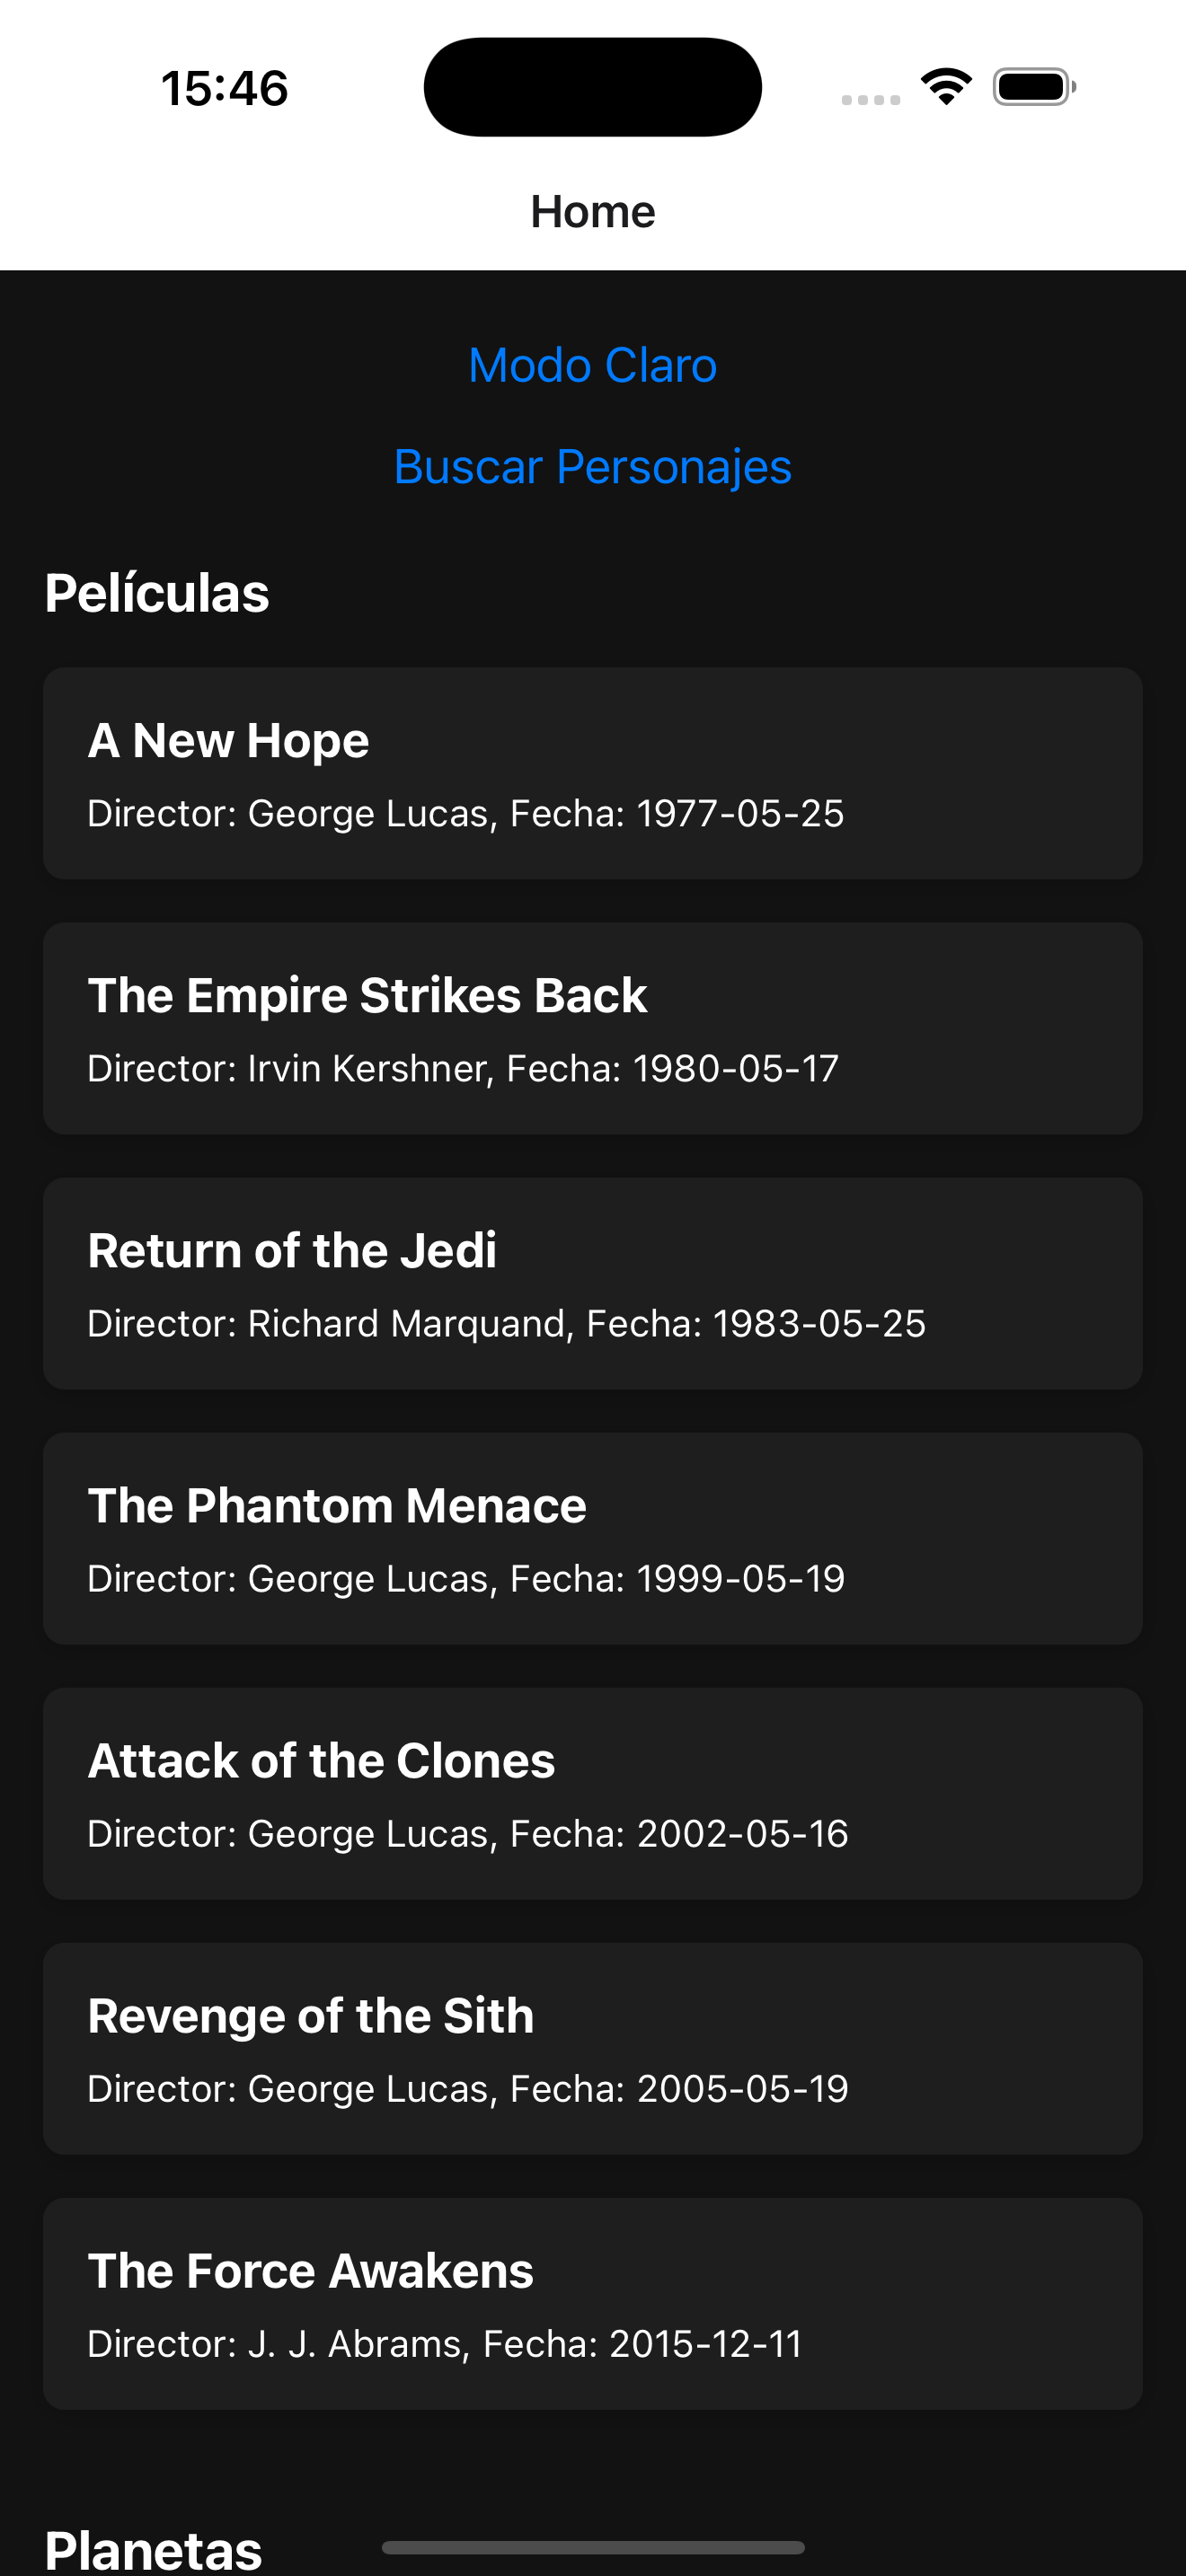 15:46
Home
Modo Claro
Buscar Personajes
Películas
A New Hope
Director: George Lucas, Fecha: 1977-05-25
The Empire Strikes Back
Director: Irvin Kershner, Fecha: 1980-05-17
Return of the Jedi
Director: Richard Marquand, Fecha: 1983-05-25
The Phantom Menace
Director: George Lucas, Fecha: 1999-05-19
Attack of the Clones
Director: George Lucas, Fecha: 2002-05-16
Revenge of the Sith
Director: George Lucas, Fecha: 2005-05-19
The Force Awakens
Director: J. J. Abrams, Fecha: 2015-12-11
Planetas